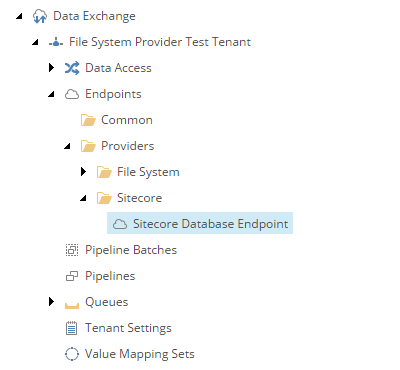 Data Exchange
File System Provider Test Tenant
Data Access
Endpoints
Common
Providers
File System
Sitecore
Sitecore Database Endpoint
Pipeline Batches
Pipelines
Queues
Tenant Settings
Value Mapping Sets